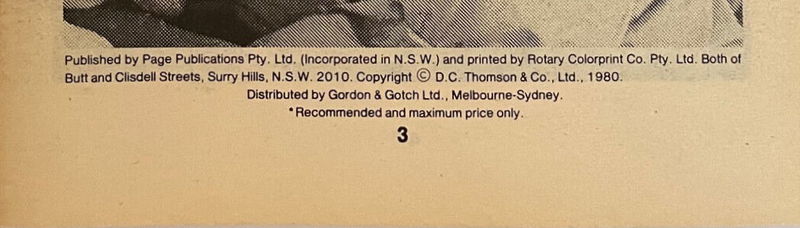 Published by Page Publications Pty. Ltd. (Incorporated in N.S.W.) and printed by Rotary Colorprint Co. Pty. Ltd. Both of
Butt and Clisdell Streets, Surry Hills, N.S.W. 2010. Copyright © D.C. Thomson & Co., Ltd., 1980.
Distributed by Gordon & Gotch Ltd., Melbourne-Sydney.
*Recommended and maximum price only.
3